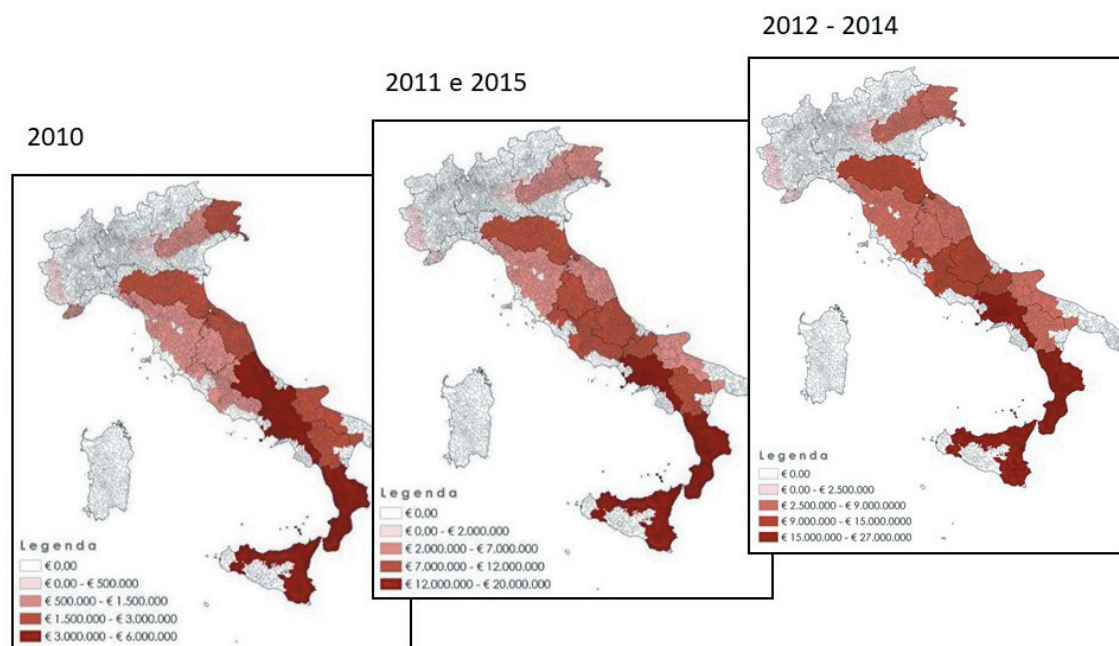 2012 - 2014
2011 e 2015
2010
Legenda
€ 0,00
€ 0,00 - € 500.000
€ 500.000 - € 1.500.000
€ 1.500.000 - € 3.000.000
€ 3.000.000 - € 6.000.000
Legenda
€ 0,00
€ 0,00 - € 2.000.000
€ 2.000.000 - € 7.000.000
€ 7.000.000 - € 12.000.000
€ 12.000.000 - € 20.000.000
Legenda
€ 0,00
€ 0,00 - € 2.500.000
€ 2.500.000 - € 9.000.0000
€ 9.000.000 - € 15.000.0000
€ 15.000.000 - € 27.000.000